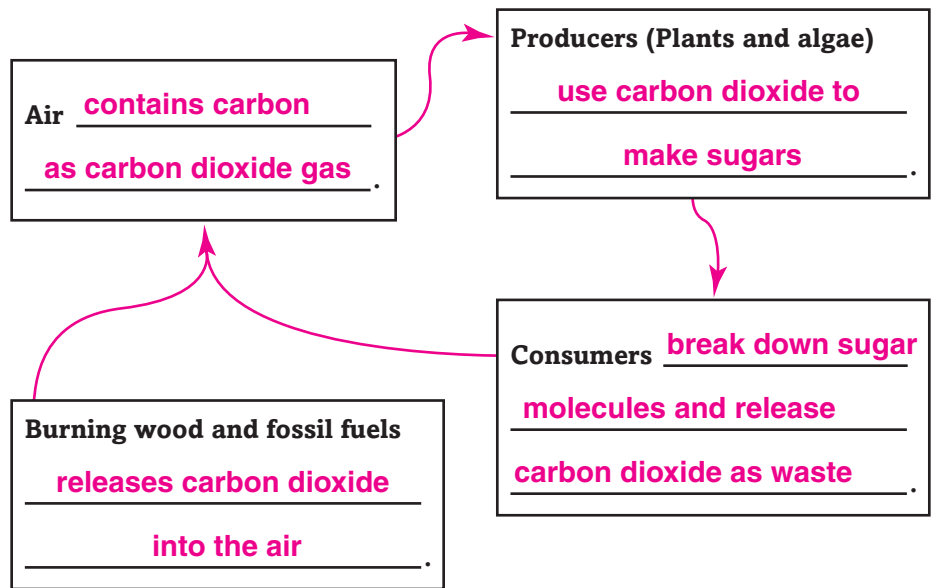 Air contains carbon
as carbon dioxide gas.
Producers (Plants and algae)
use carbon dioxide to
make sugars.
Consumers break down sugar
molecules and release
carbon dioxide as waste.
Burning wood and fossil fuels
releases carbon dioxide
into the air.